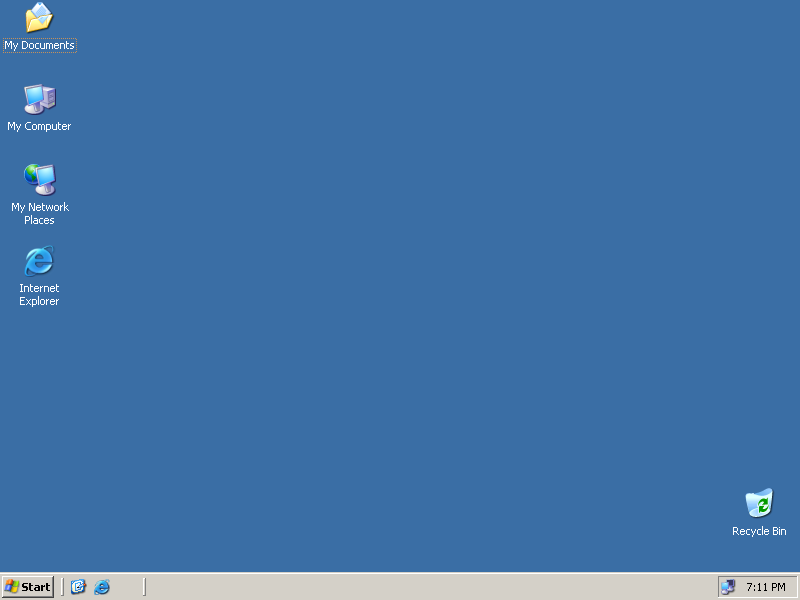 My Documents
My Computer
My Network
Places
Internet
Explorer
Recycle Bin
Start
7:11 PM